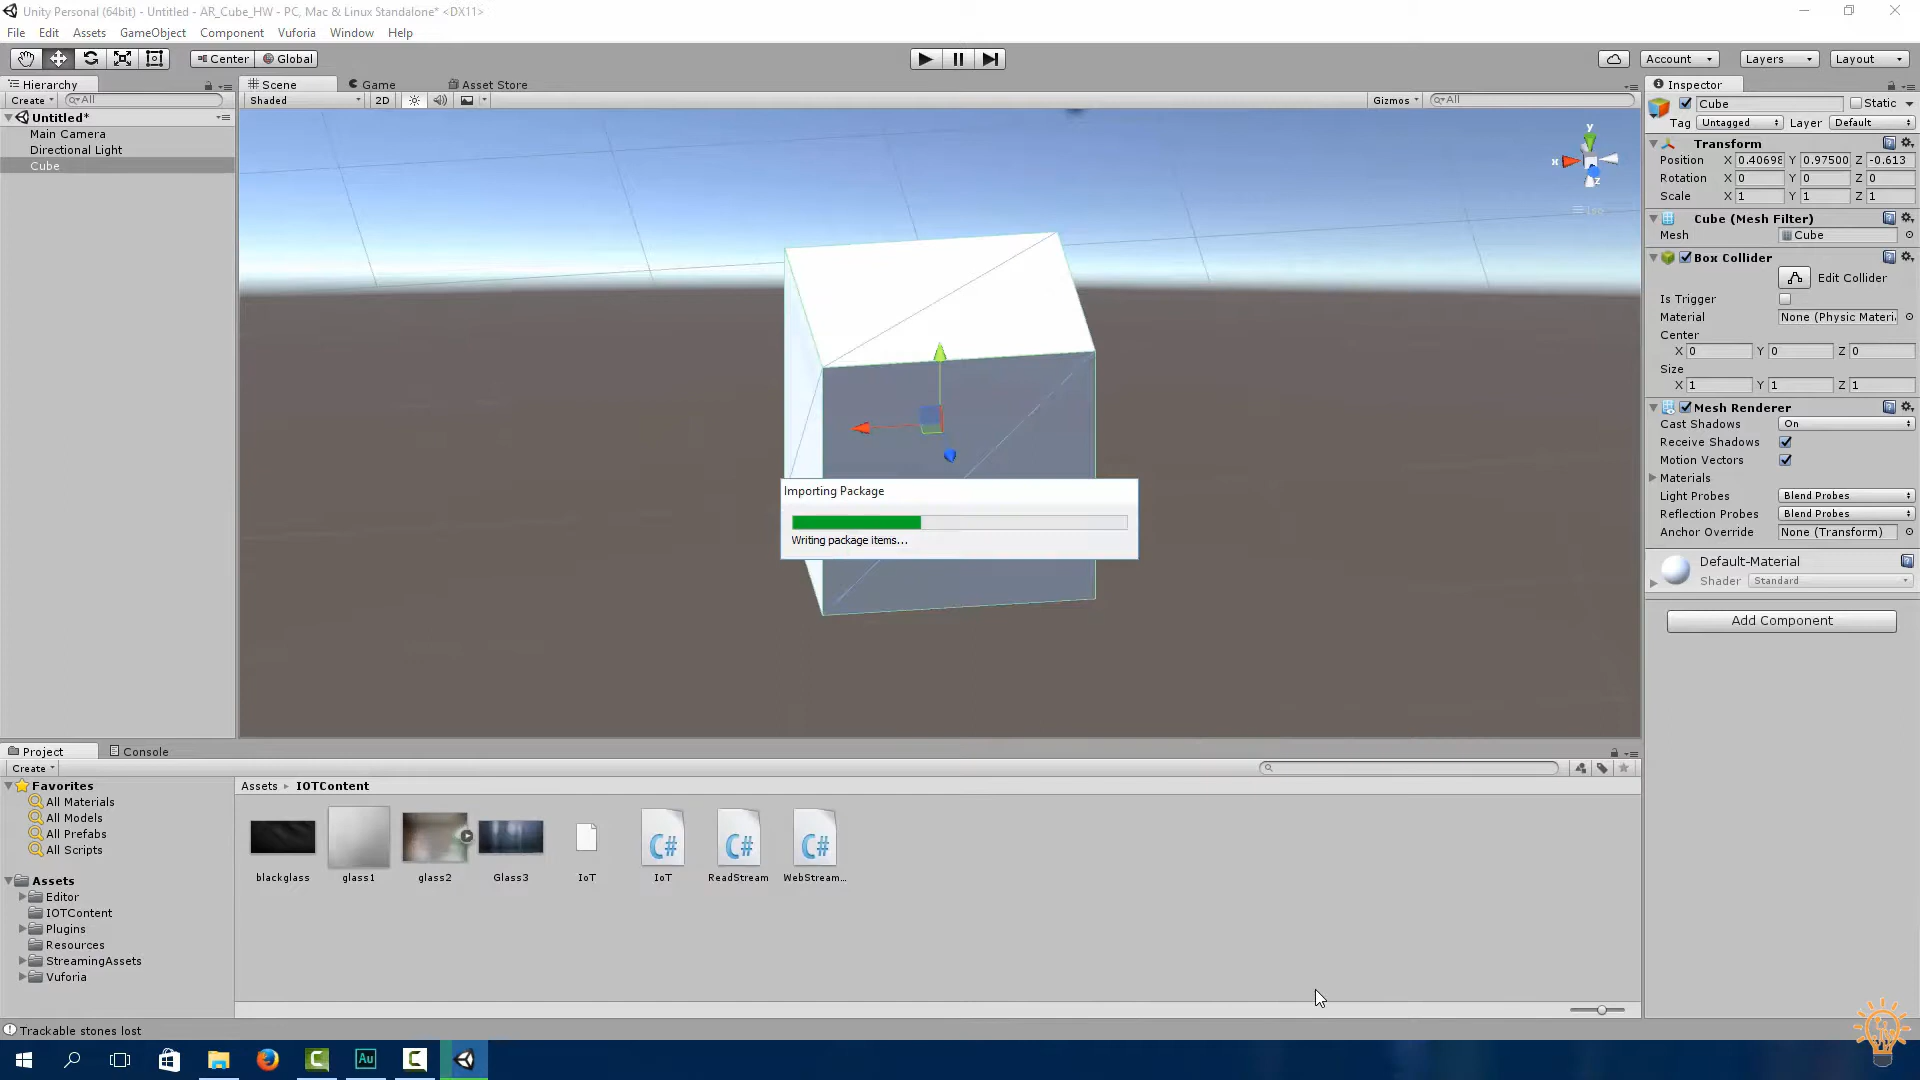 Unity Personal (64bit) - Untitled - AR_Cube_HW - PC, Mac & Linux Standalone* <DX11>
File Edit Assets GameObject Component Vuforia Window Help
Center Global Account Layers Layout
Hierarchy
Create All
Untitled*
Main Camera
Directional Light
Cube
Scene Game Asset Store
Shaded 2D Gizmos All
y
x
z
Iso
Importing Package
Writing package items...
Inspector
Cube Static
Tag Untagged Layer Default
Transform
Position X 0.40698 Y 0.97500 Z -0.613
Rotation X 0 Y 0 Z 0
Scale X 1 Y 1 Z 1
Cube (Mesh Filter)
Mesh Cube
Box Collider
Edit Collider
Is Trigger
Material None (Physic Materi
Center
X 0 Y 0 Z 0
Size
X 1 Y 1 Z 1
Mesh Renderer
Cast Shadows On
Receive Shadows
Motion Vectors
Materials
Light Probes Blend Probes
Reflection Probes Blend Probes
Anchor Override None (Transform)
Default-Material
Shader Standard
Add Component
Project Console
Create
Favorites
All Materials
All Models
All Prefabs
All Scripts
Assets
Editor
IOTContent
Plugins
Resources
StreamingAssets
Vuforia
Assets IOTContent
C# C# C#
blackglass glass1 glass2 Glass3 IoT IoT ReadStream WebStream...
Trackable stones lost
Au